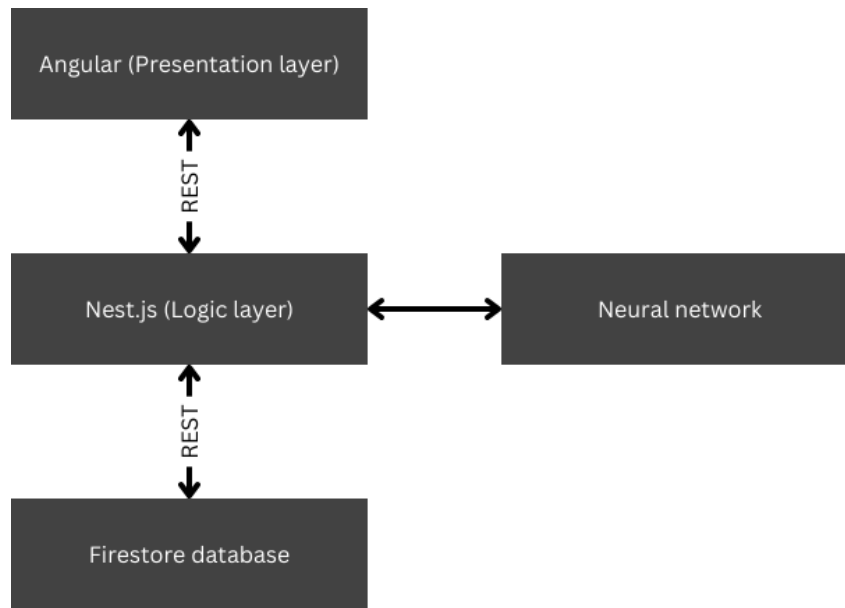 Angular (Presentation layer)
REST
Nest.js (Logic layer)
Neural network
REST
Firestore database